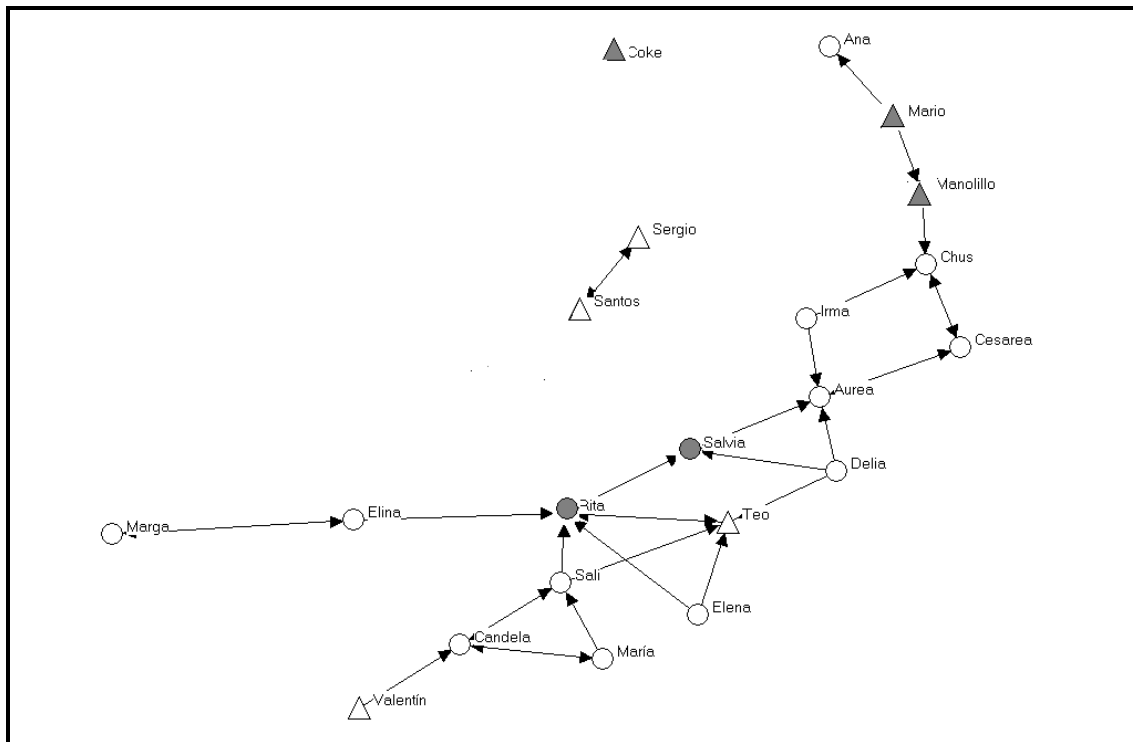 Ana
Coke
Mario
Manolillo
Sergio
Chus
Santos
Irma
Cesarea
Aurea
Salvia
Delia
Rita
Elina
Teo
Marga
Sali
Elena
Candela
María
Valentín